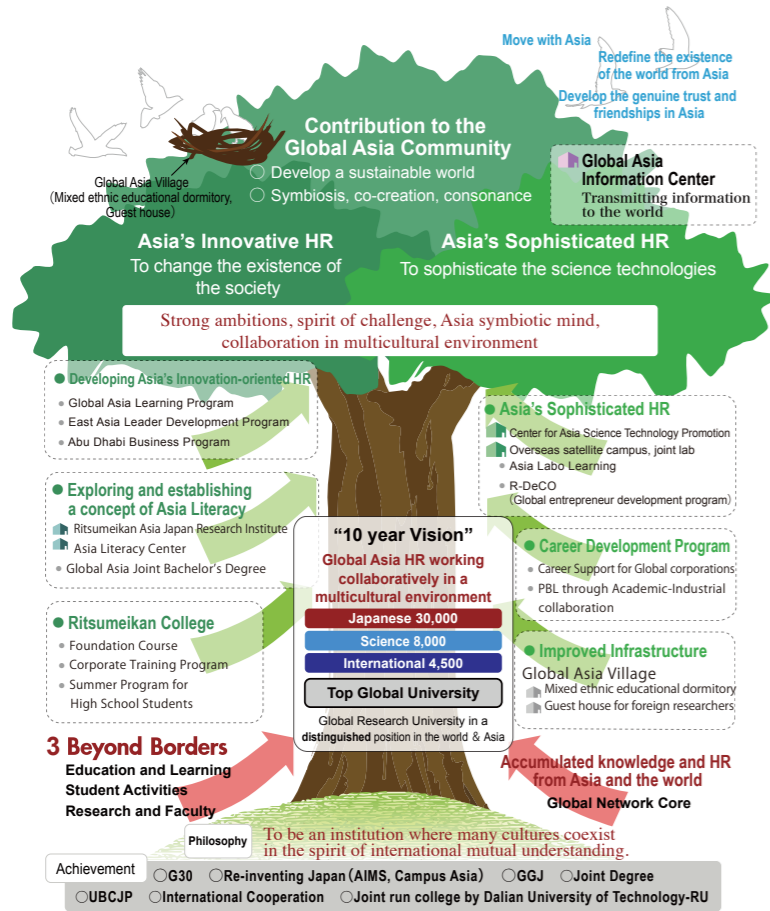 Move with Asia
Redefine the existence
of the world from Asia
Develop the genuine trust and
friendships in Asia
Contribution to the
Global Asia Community
○ Develop a sustainable world
○ Symbiosis, co-creation, consonance
Global Asia Village
(Mixed ethnic educational dormitory,
Guest house)
Global Asia
Information Center
Transmitting information
to the world
Asia's Innovative HR
To change the existence of
the society
Asia's Sophisticated HR
To sophisticate the science technologies
Strong ambitions, spirit of challenge, Asia symbiotic mind,
collaboration in multicultural environment
● Developing Asia's Innovation-oriented HR
● Global Asia Learning Program
● East Asia Leader Development Program
● Abu Dhabi Business Program
● Exploring and establishing
a concept of Asia Literacy
Ritsumeikan Asia Japan Research Institute
Asia Literacy Center
● Global Asia Joint Bachelor's Degree
● Ritsumeikan College
● Foundation Course
● Corporate Training Program
● Summer Program for
High School Students
● Asia's Sophisticated HR
Center for Asia Science Technology Promotion
Overseas satellite campus, joint lab
● Asia Labo Learning
● R-DeCO
(Global entrepreneur development program)
● Career Development Program
● Career Support for Global corporations
● PBL through Academic-Industrial
collaboration
● Improved Infrastructure
Global Asia Village
Mixed ethnic educational dormitory
Guest house for foreign researchers
"10 year Vision"
Global Asia HR working
collaboratively in a
multicultural environment
Japanese 30,000
Science 8,000
International 4,500
Top Global University
Global Research University in a
distinguished position in the world & Asia
3 Beyond Borders
Education and Learning
Student Activities
Research and Faculty
Accumulated knowledge and HR
from Asia and the world
Global Network Core
Philosophy
To be an institution where many cultures coexist
in the spirit of international mutual understanding.
Achievement
○G30 ○Re-inventing Japan (AIMS, Campus Asia) ○GGJ ○Joint Degree
○UBCJP ○International Cooperation ○Joint run college by Dalian University of Technology-RU